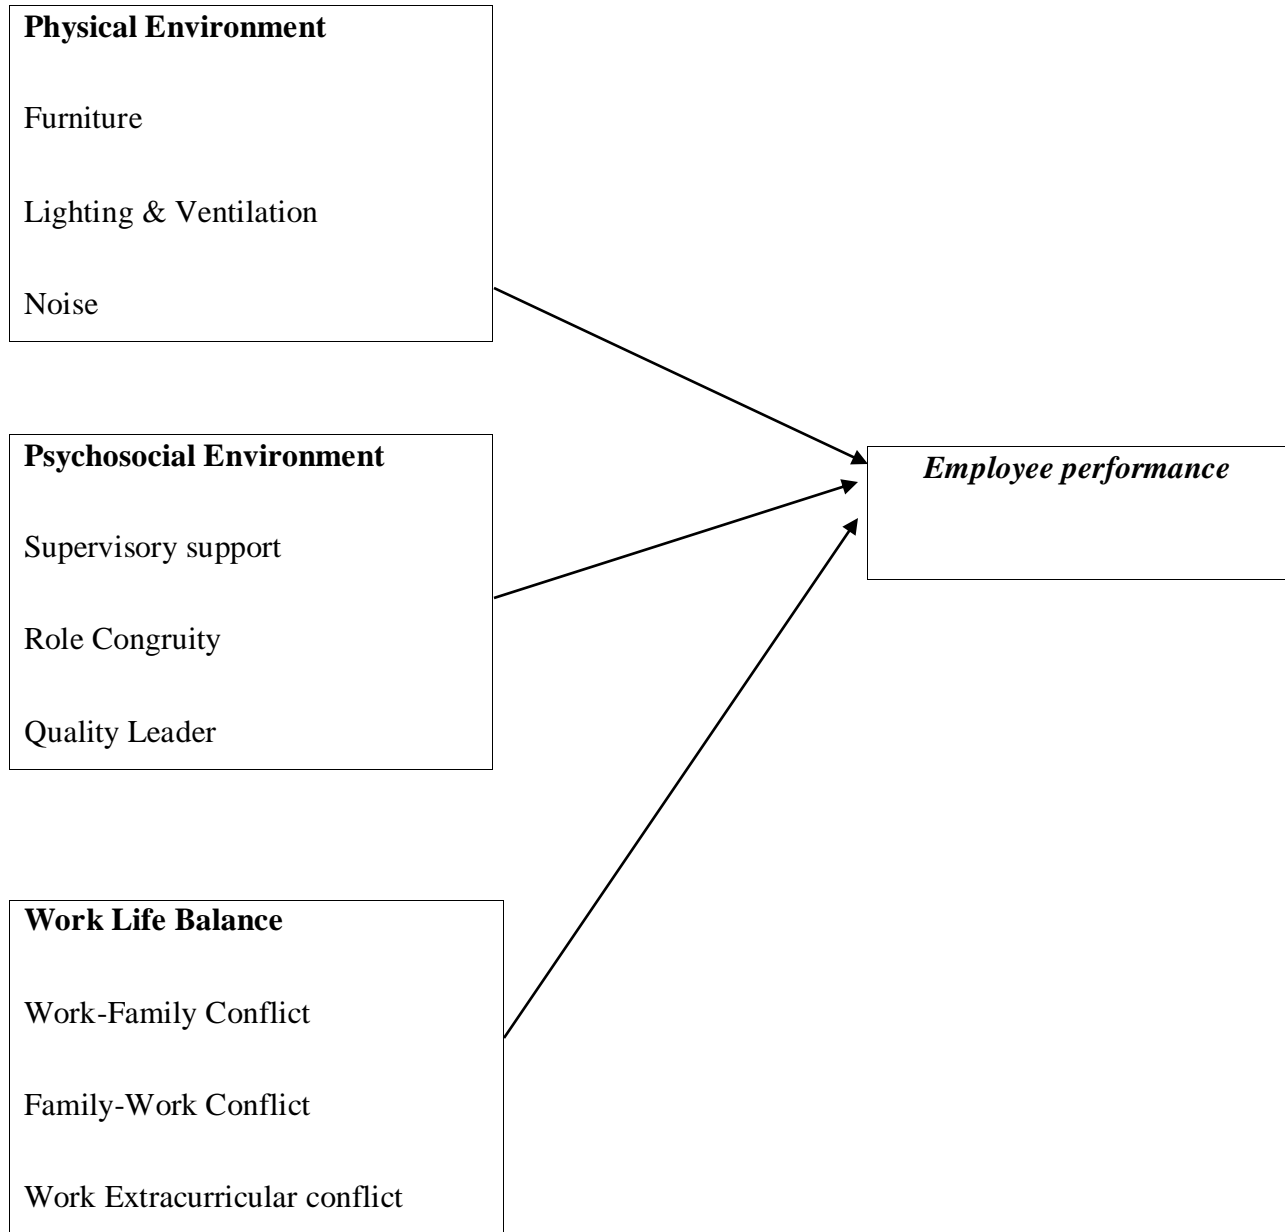 Physical Environment
Furniture
Lighting & Ventilation
Noise
Psychosocial Environment
Supervisory support
Role Congruity
Quality Leader
Employee performance
Work Life Balance
Work-Family Conflict
Family-Work Conflict
Work Extracurricular conflict